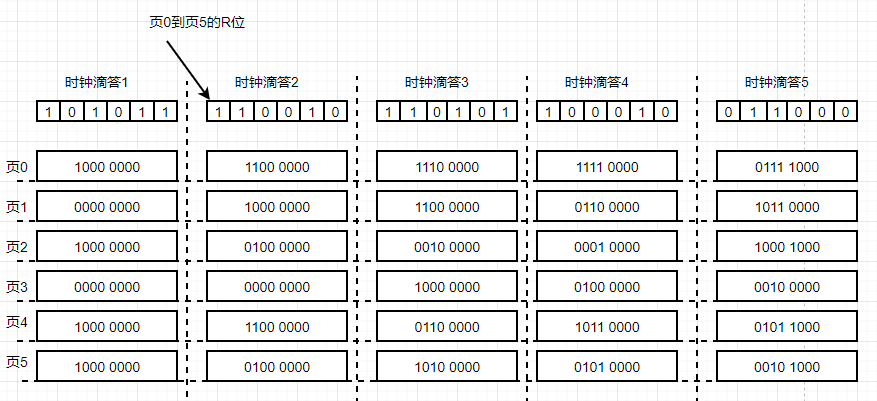 页0到页5的R位
时钟滴答1 时钟滴答2 时钟滴答3 时钟滴答4 时钟滴答5
1 0 1 0 1 1 1 1 0 0 1 0 1 1 0 1 0 1 1 0 0 0 1 0 0 1 1 0 0 0
页0 1000 0000 1100 0000 1110 0000 1111 0000 0111 1000
页1 0000 0000 1000 0000 1100 0000 0110 0000 1011 0000
页2 1000 0000 0100 0000 0010 0000 0001 0000 1000 1000
页3 0000 0000 0000 0000 1000 0000 0100 0000 0010 0000
页4 1000 0000 1100 0000 0110 0000 1011 0000 0101 1000
页5 1000 0000 0100 0000 1010 0000 0101 0000 0010 1000